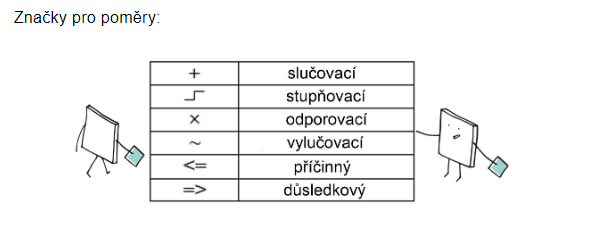 Značky pro poměry:
+ slučovací
stupňovací
× odporovací
~ vylučovací
<= příčinný
=> důsledkový